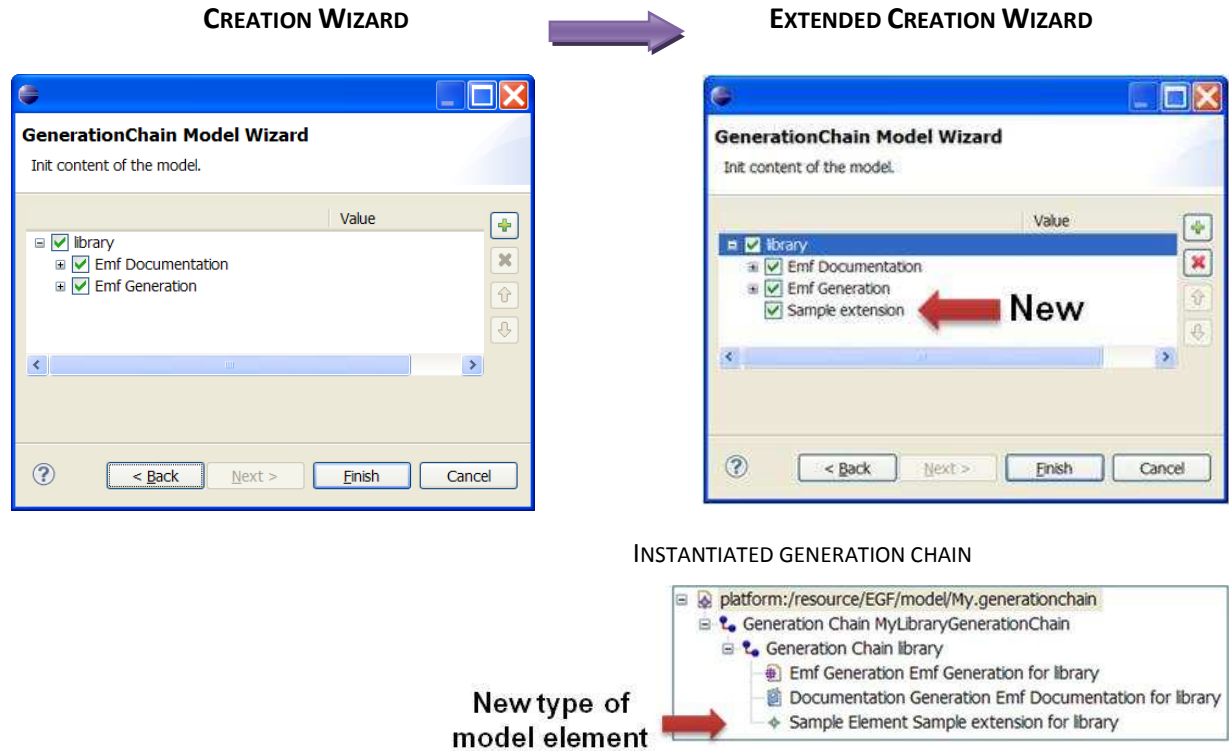 CREATION WIZARD
EXTENDED CREATION WIZARD
GenerationChain Model Wizard
Init content of the model.
Value
library
Emf Documentation
Emf Generation
< Back
Next >
Finish
Cancel
GenerationChain Model Wizard
Init content of the model.
Value
library
Emf Documentation
Emf Generation
Sample extension
New
< Back
Next >
Finish
Cancel
INSTANTIATED GENERATION CHAIN
platform:/resource/EGF/model/My.generationchain
Generation Chain MyLibraryGenerationChain
Generation Chain library
Emf Generation Emf Generation for library
Documentation Generation Emf Documentation for library
Sample Element Sample extension for library
New type of
model element